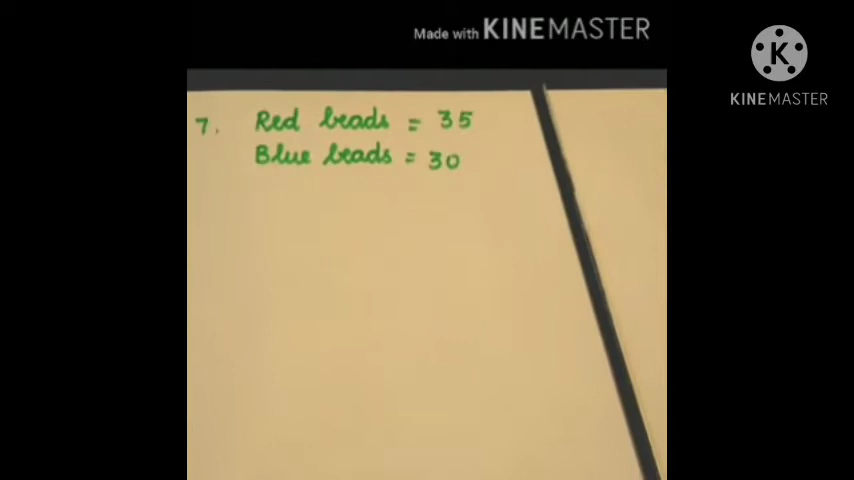 Made with KINEMASTER
KINEMASTER
7. Red beads = 35
Blue beads = 30